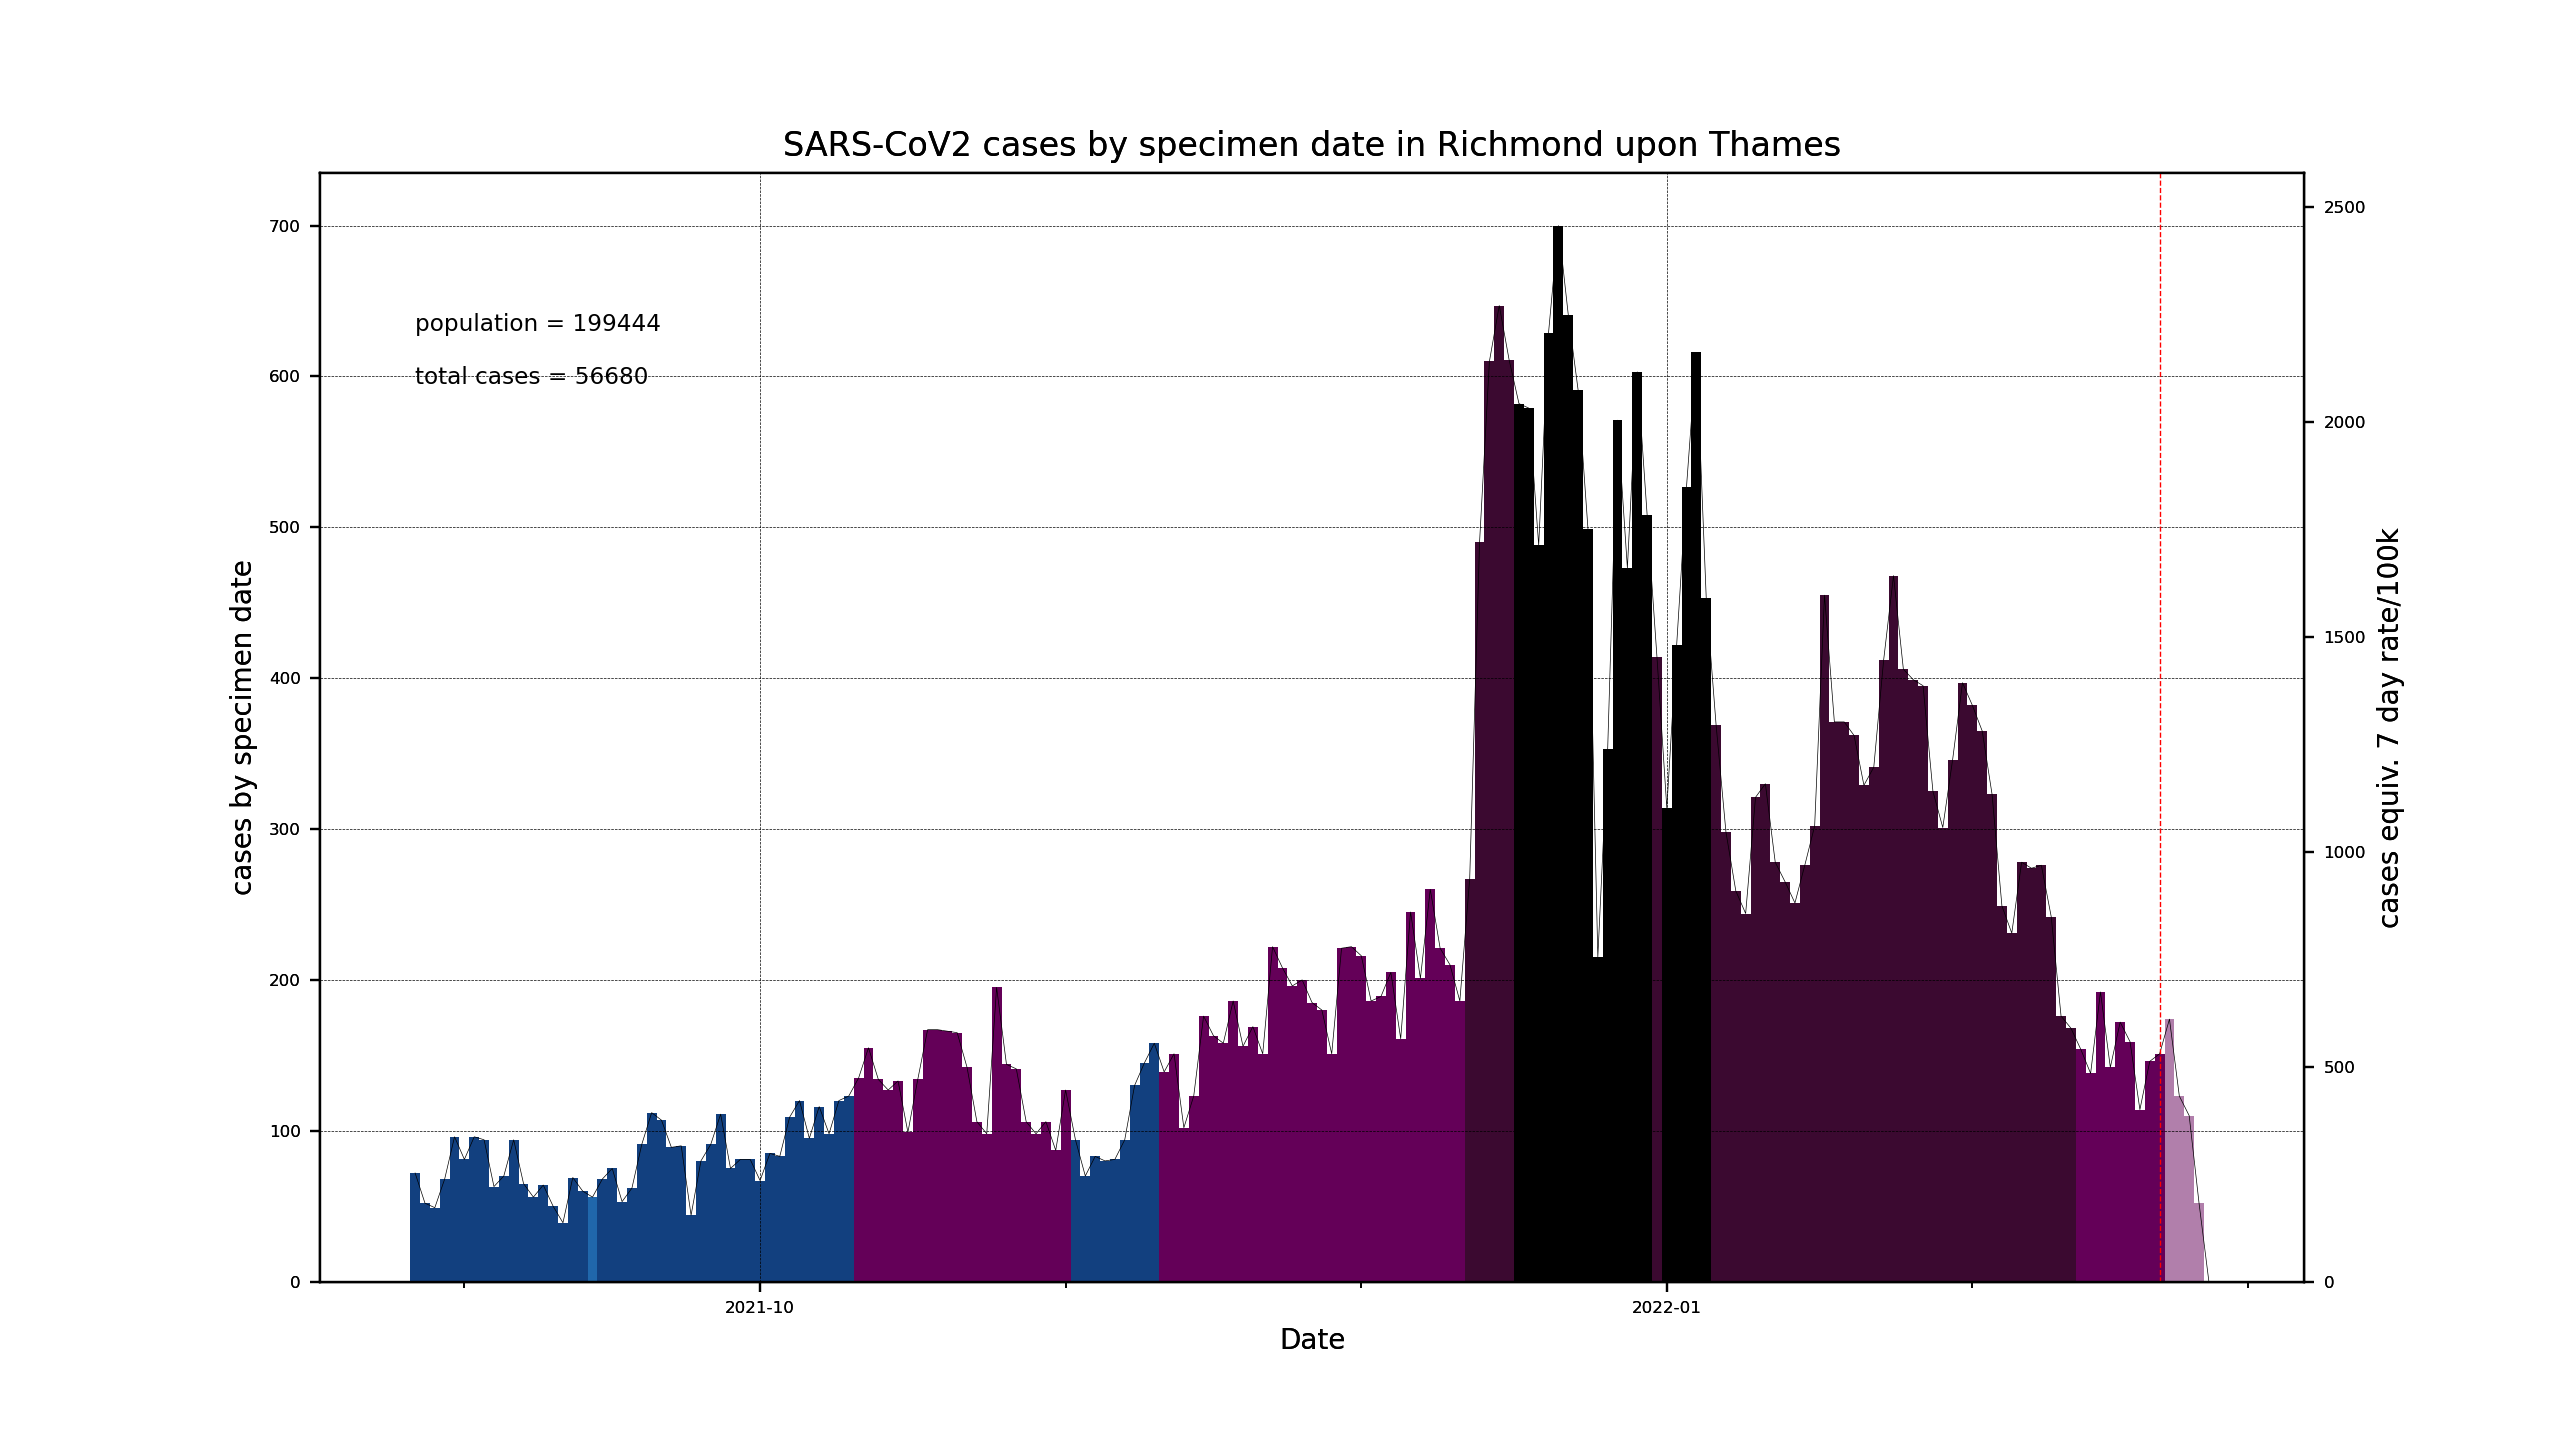 SARS-CoV2 cases by specimen date in Richmond upon Thames
population = 199444
total cases = 56680
cases by specimen date
700
600
500
400
300
200
100
0
2500
2000
1500
1000
500
0
cases equiv. 7 day rate/100k
2021-10
2022-01
Date